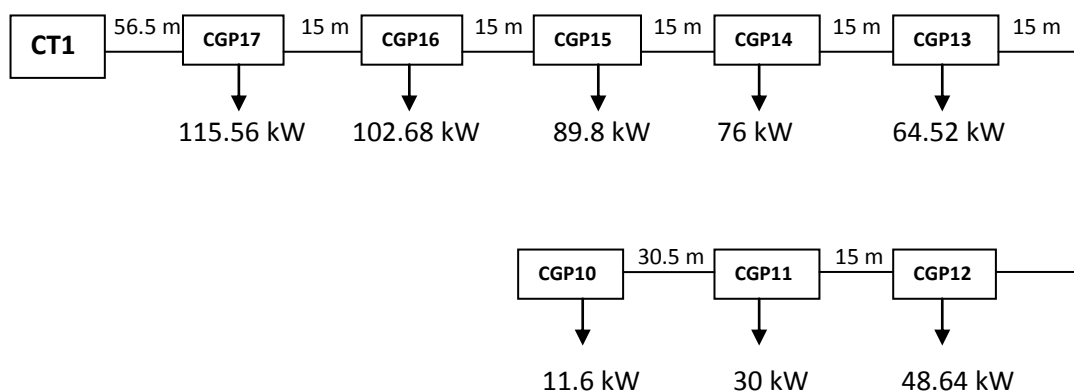 56.5 m 15 m 15 m 15 m 15 m 15 m
CT1 CGP17 CGP16 CGP15 CGP14 CGP13
115.56 kW 102.68 kW 89.8 kW 76 kW 64.52 kW
30.5 m 15 m
CGP10 CGP11 CGP12
11.6 kW 30 kW 48.64 kW